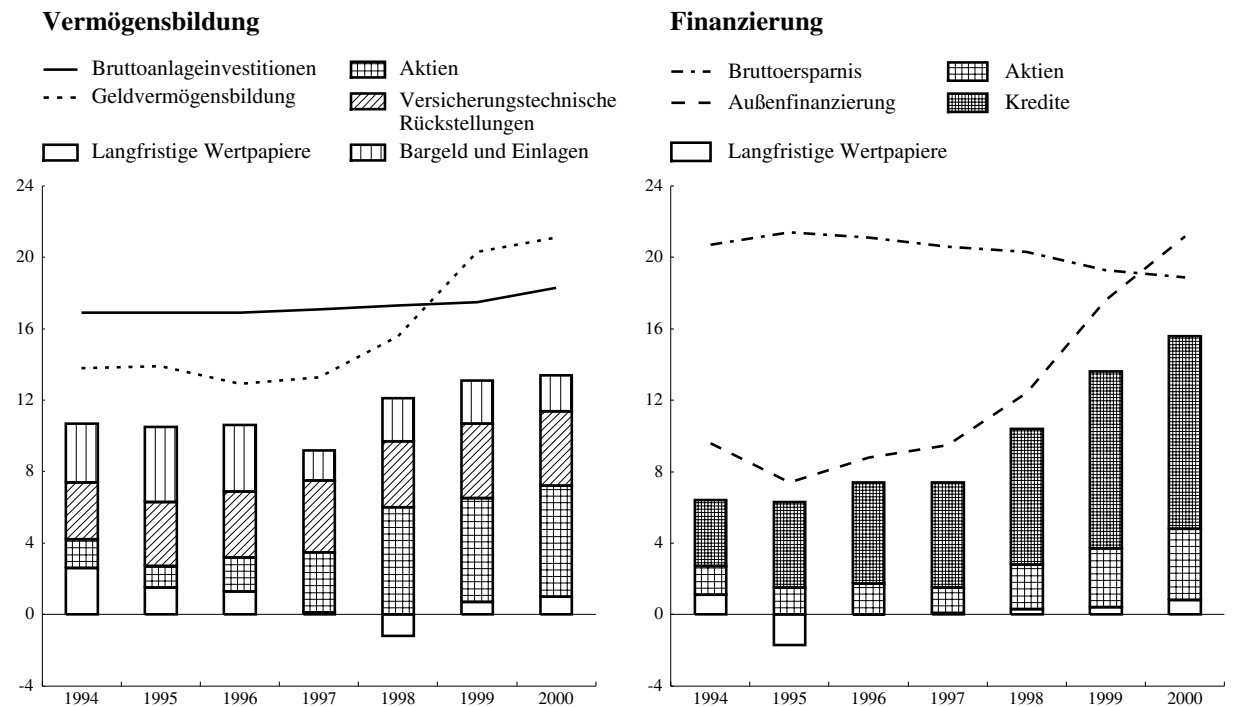 Vermögensbildung
Bruttoanlageinvestitionen
Geldvermögensbildung
Langfristige Wertpapiere
Aktien
Versicherungstechnische
Rückstellungen
Bargeld und Einlagen
24
20
16
12
8
4
0
-4
1994 1995 1996 1997 1998 1999 2000
Finanzierung
Bruttoersparnis
Außenfinanzierung
Langfristige Wertpapiere
Aktien
Kredite
24
20
16
12
8
4
0
-4
1994 1995 1996 1997 1998 1999 2000